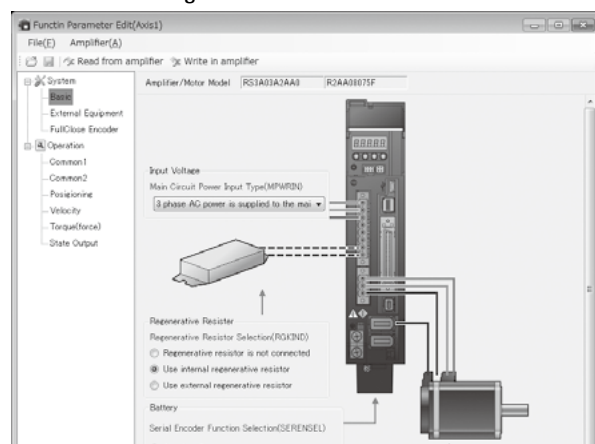 Functin Parameter Edit(Axis1)
File(E) Amplifier(A)
Read from amplifier Write in amplifier
System
Basic
External Equipment
FullClose Encoder
Operation
Common1
Common2
Posigioning
Velocity
Torque(force)
State Output
Amplifier/Motor Model RS3A03A2AA0 R2AA08075F
Input Voltage
Main Circuit Power Input Type(MPWRIN)
3 phase AC power is supplied to the mai
Regenerative Resister
Regenerative Resistor Selection(RGKIND)
Regenerative resistor is not connected
Use internal regenerative resistor
Use external regenerative resistor
Battery
Serial Encoder Function Selection(SERENSEL)